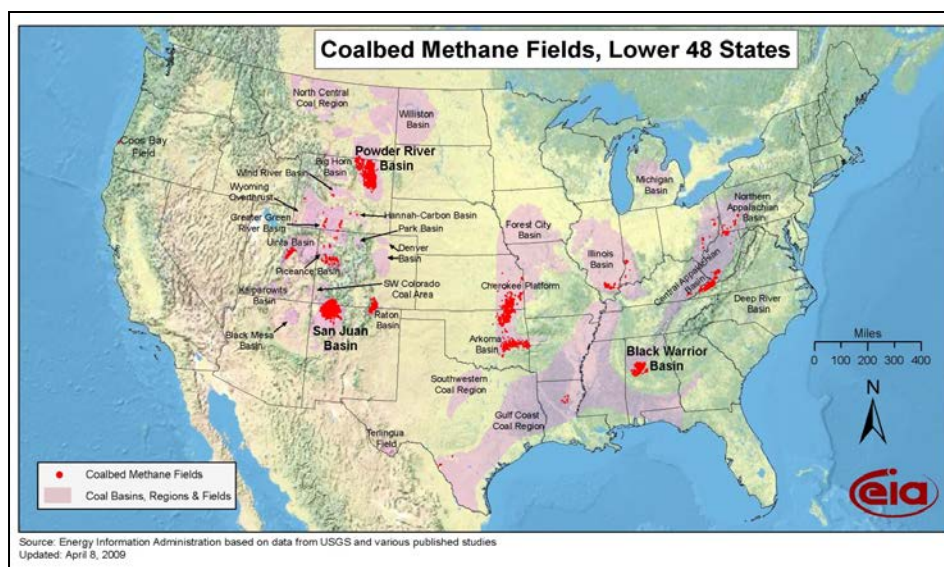 Coalbed Methane Fields, Lower 48 States
North Central
Coal Region
Williston
Basin
Coos Bay
Field
Powder River
Basin
Big Horn
Basin
Wind River Basin
Wyoming
Overthrust
Michigan
Basin
Northern
Appalachian
Basin
Greater Green
River Basin
Hannah-Carbon Basin
Park Basin
Forest City
Basin
Uinta Basin
Denver
Basin
Illinois
Basin
Piceance Basin
Central Appalachian
Basin
SW Colorado
Coal Area
Cherokee Platform
Kaiparowits
Basin
Deep River
Basin
Raton
Basin
Black Mesa
Basin
San Juan
Basin
Arkoma
Basin
Black Warrior
Basin
Miles
0 100 200 300 400
Southwestern
Coal Region
N
Gulf Coast
Coal Region
Terlingua
Field
Coalbed Methane Fields
Coal Basins, Regions & Fields
eia
Source: Energy Information Administration based on data from USGS and various published studies
Updated: April 8, 2009